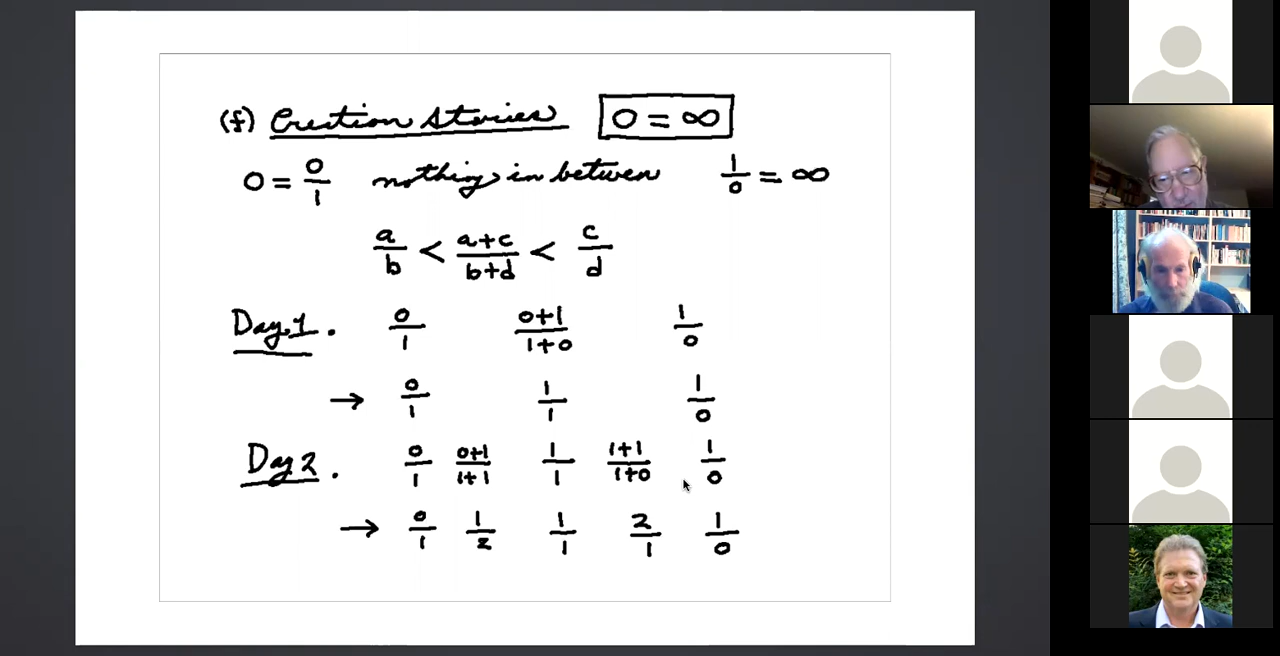 (f) Creation Stories 0 = ∞
0 = 0/1 nothing in between 1/0 = ∞
a/b < a+c/b+d < c/d
Day 1. 0/1 0+1/1+0 1/0
→ 0/1 1/1 1/0
Day 2. 0/1 0+1/1+1 1/1 1+1/1+0 1/0
→ 0/1 1/2 1/1 2/1 1/0